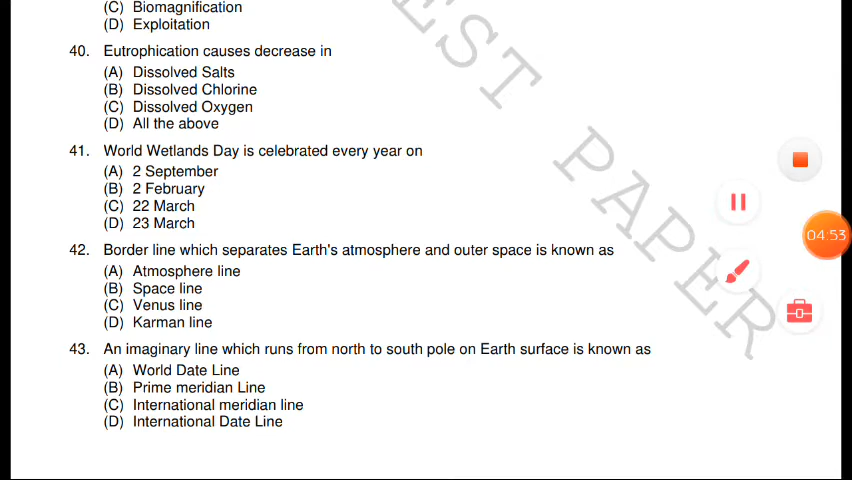 (C) Biomagnification
(D) Exploitation
40. Eutrophication causes decrease in
(A) Dissolved Salts
(B) Dissolved Chlorine
(C) Dissolved Oxygen
(D) All the above
41. World Wetlands Day is celebrated every year on
(A) 2 September
(B) 2 February
(C) 22 March
(D) 23 March
42. Border line which separates Earth's atmosphere and outer space is known as
(A) Atmosphere line
(B) Space line
(C) Venus line
(D) Karman line
43. An imaginary line which runs from north to south pole on Earth surface is known as
(A) World Date Line
(B) Prime meridian Line
(C) International meridian line
(D) International Date Line
EST PAPER
04:53